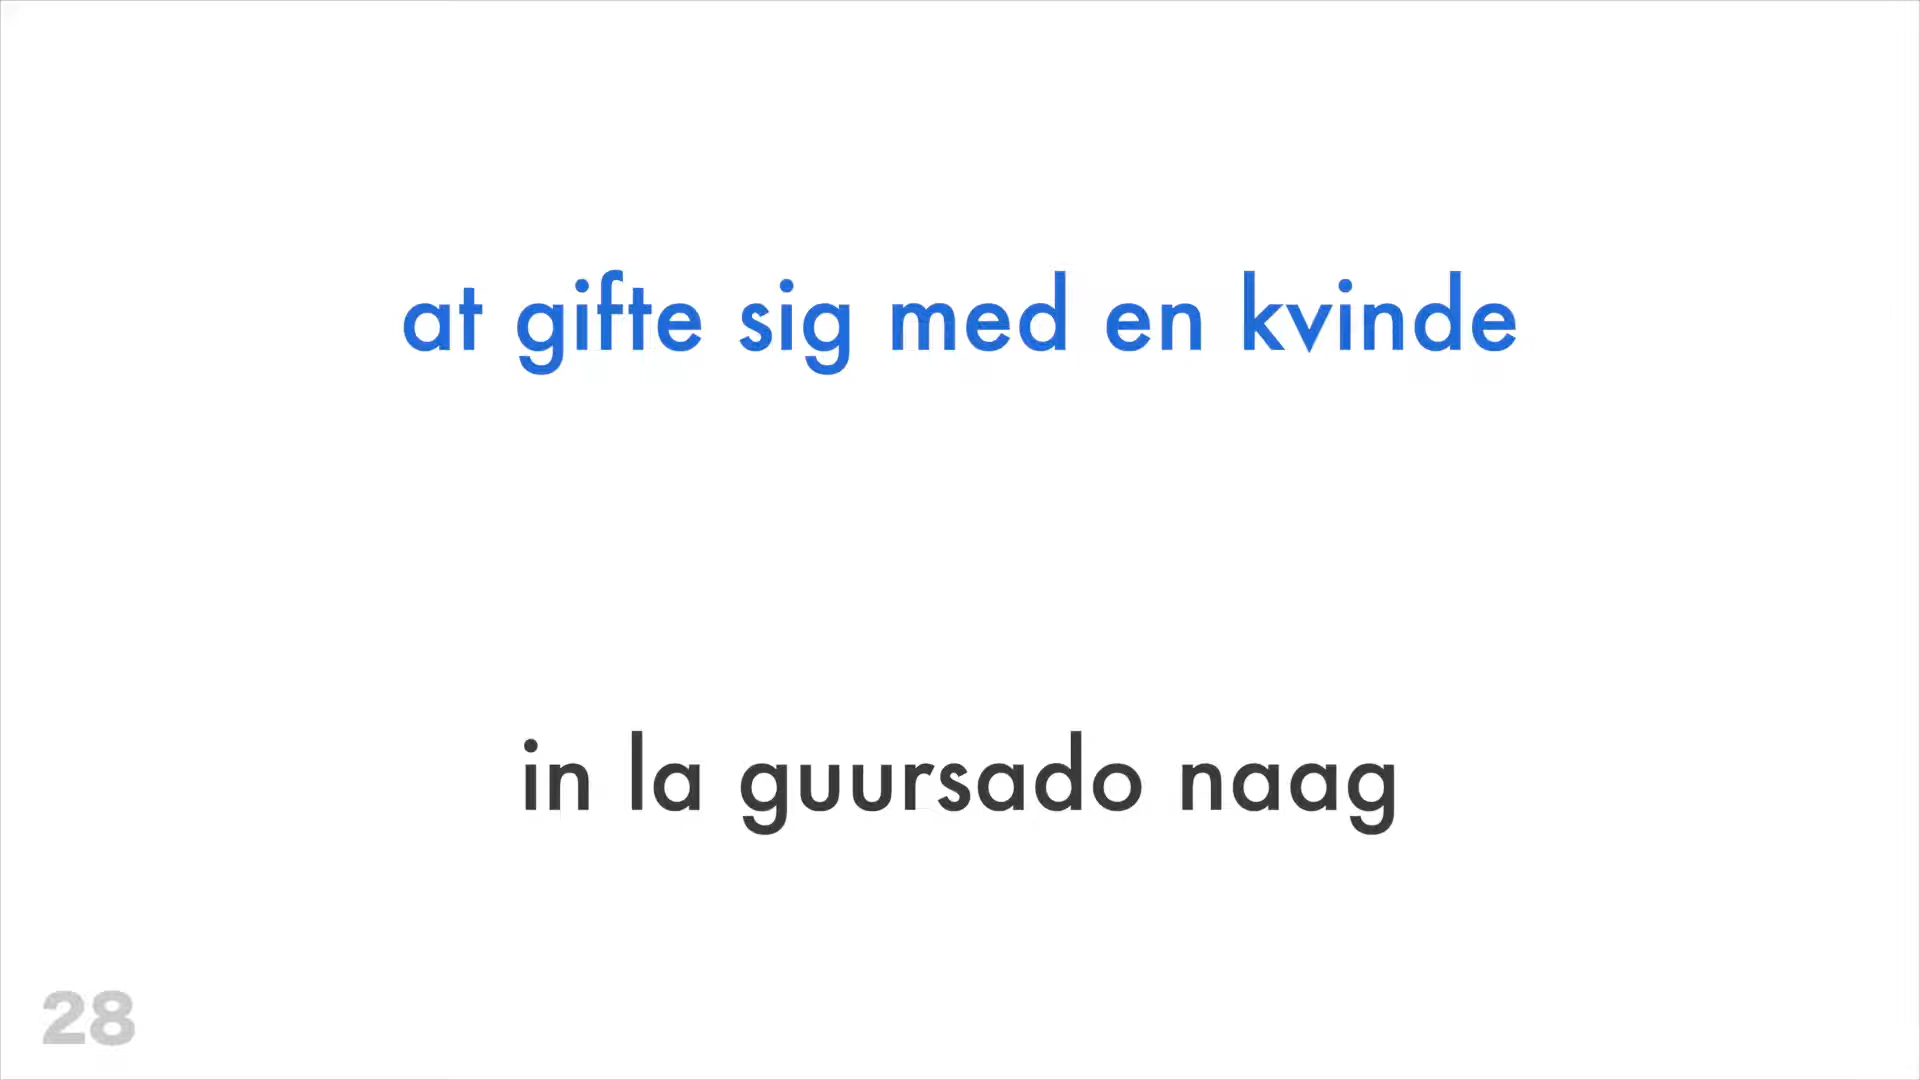 at gifte sig med en kvinde
in la guursado naag
28